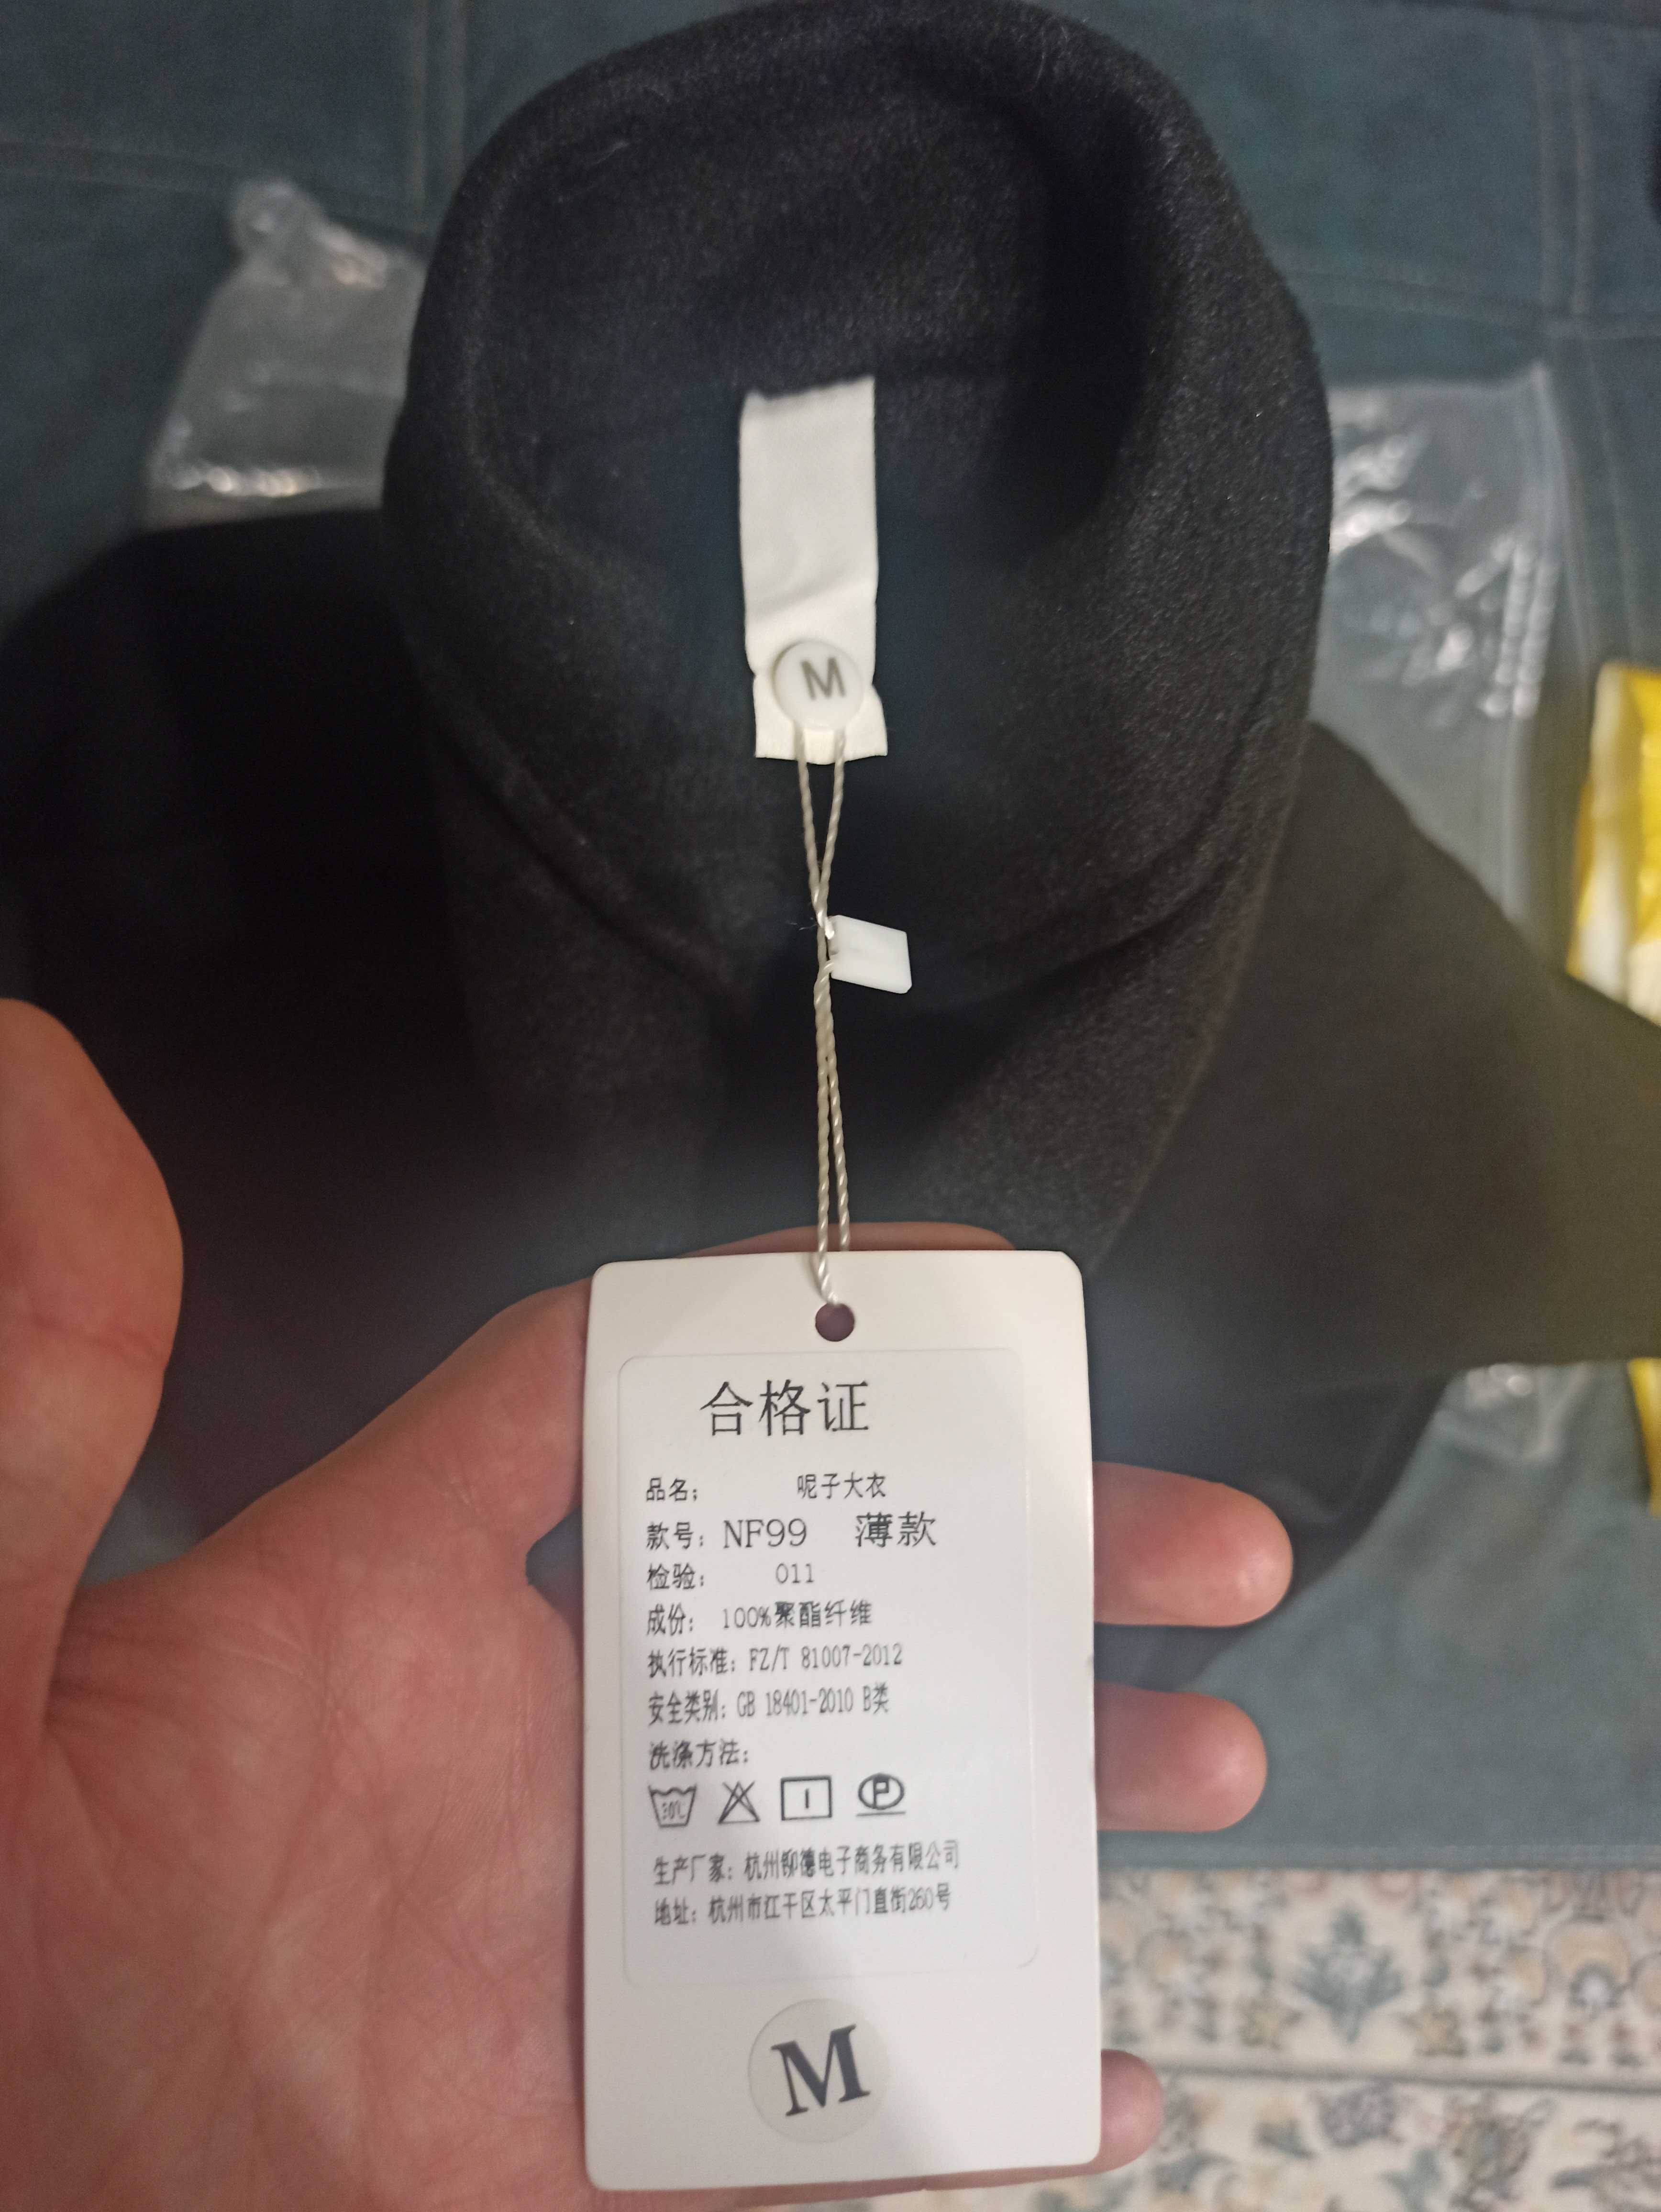 M
合格证
品名： 呢子大衣
款号：NF99 薄款
检验： 011
成份： 100%聚酯纤维
执行标准：FZ/T 81007-2012
安全类别：GB 18401-2010 B类
洗涤方法：
30℃ P
生产厂家：杭州铆德电子商务有限公司
地址：杭州市江干区太平门直街260号
M